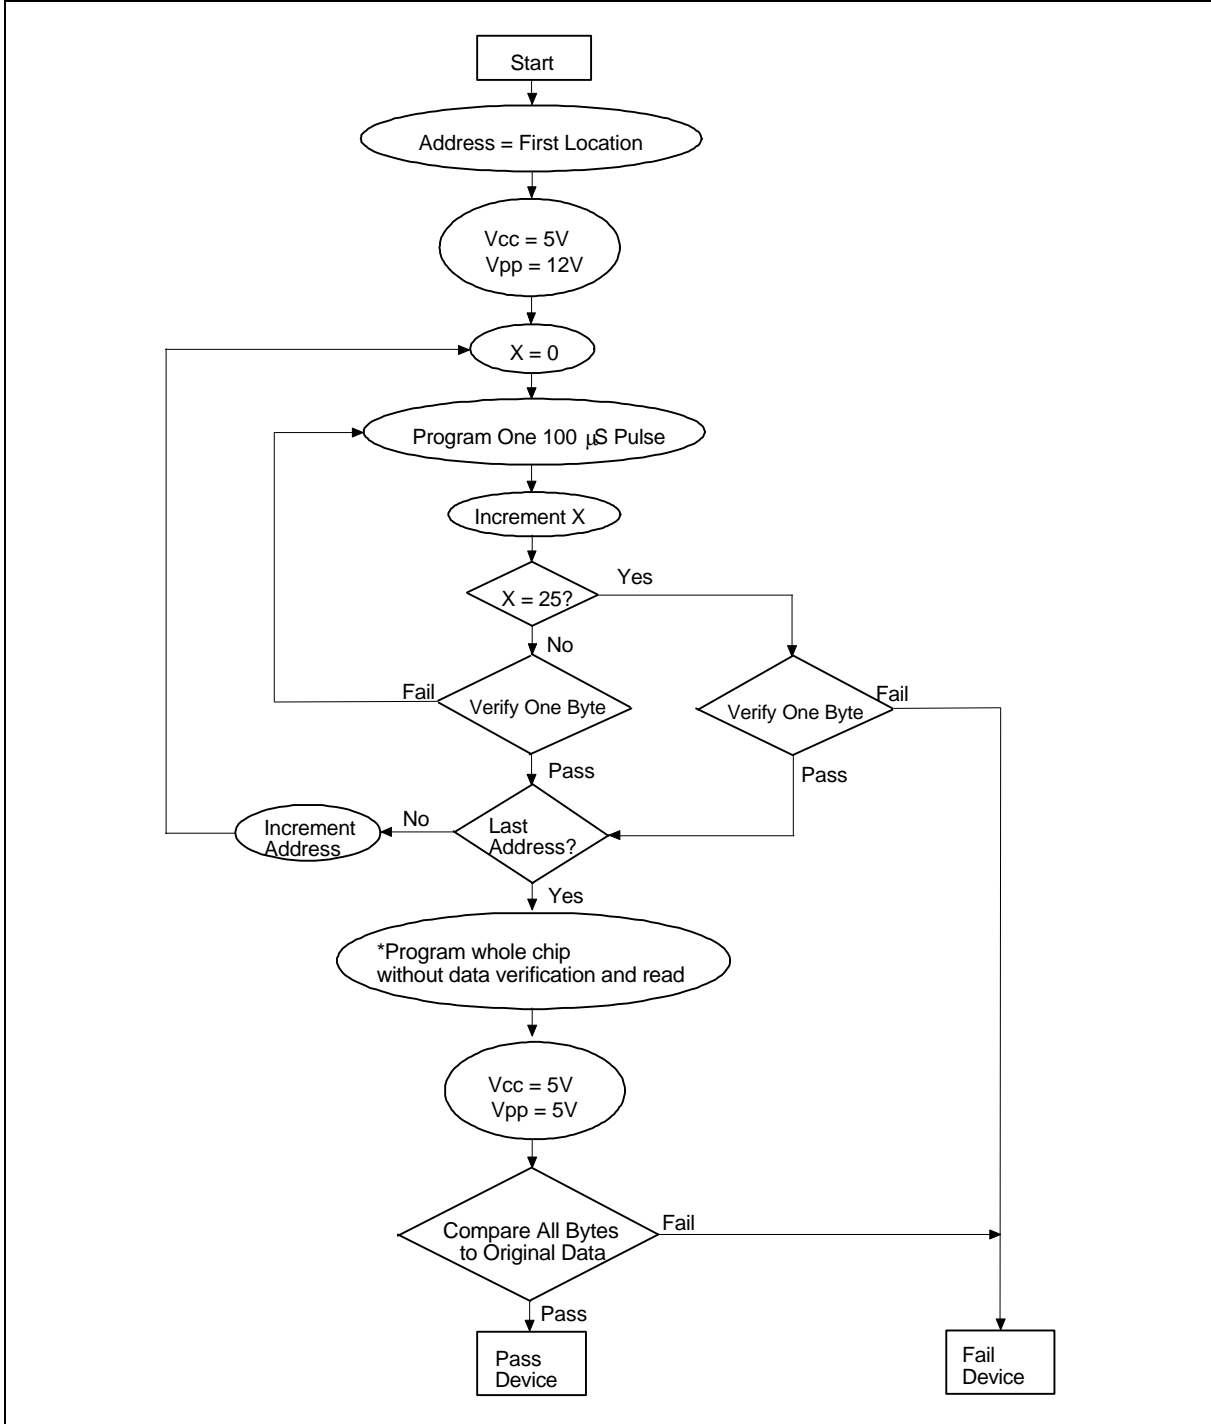 Start
Address = First Location
Vcc = 5V
Vpp = 12V
X = 0
Program One 100 µS Pulse
Increment X
X = 25?
Yes
No
Fail
Verify One Byte
Verify One Byte
Fail
Pass
Pass
Increment
Address
No
Last
Address?
Yes
*Program whole chip
without data verification and read
Vcc = 5V
Vpp = 5V
Compare All Bytes
to Original Data
Fail
Pass
Pass
Device
Fail
Device